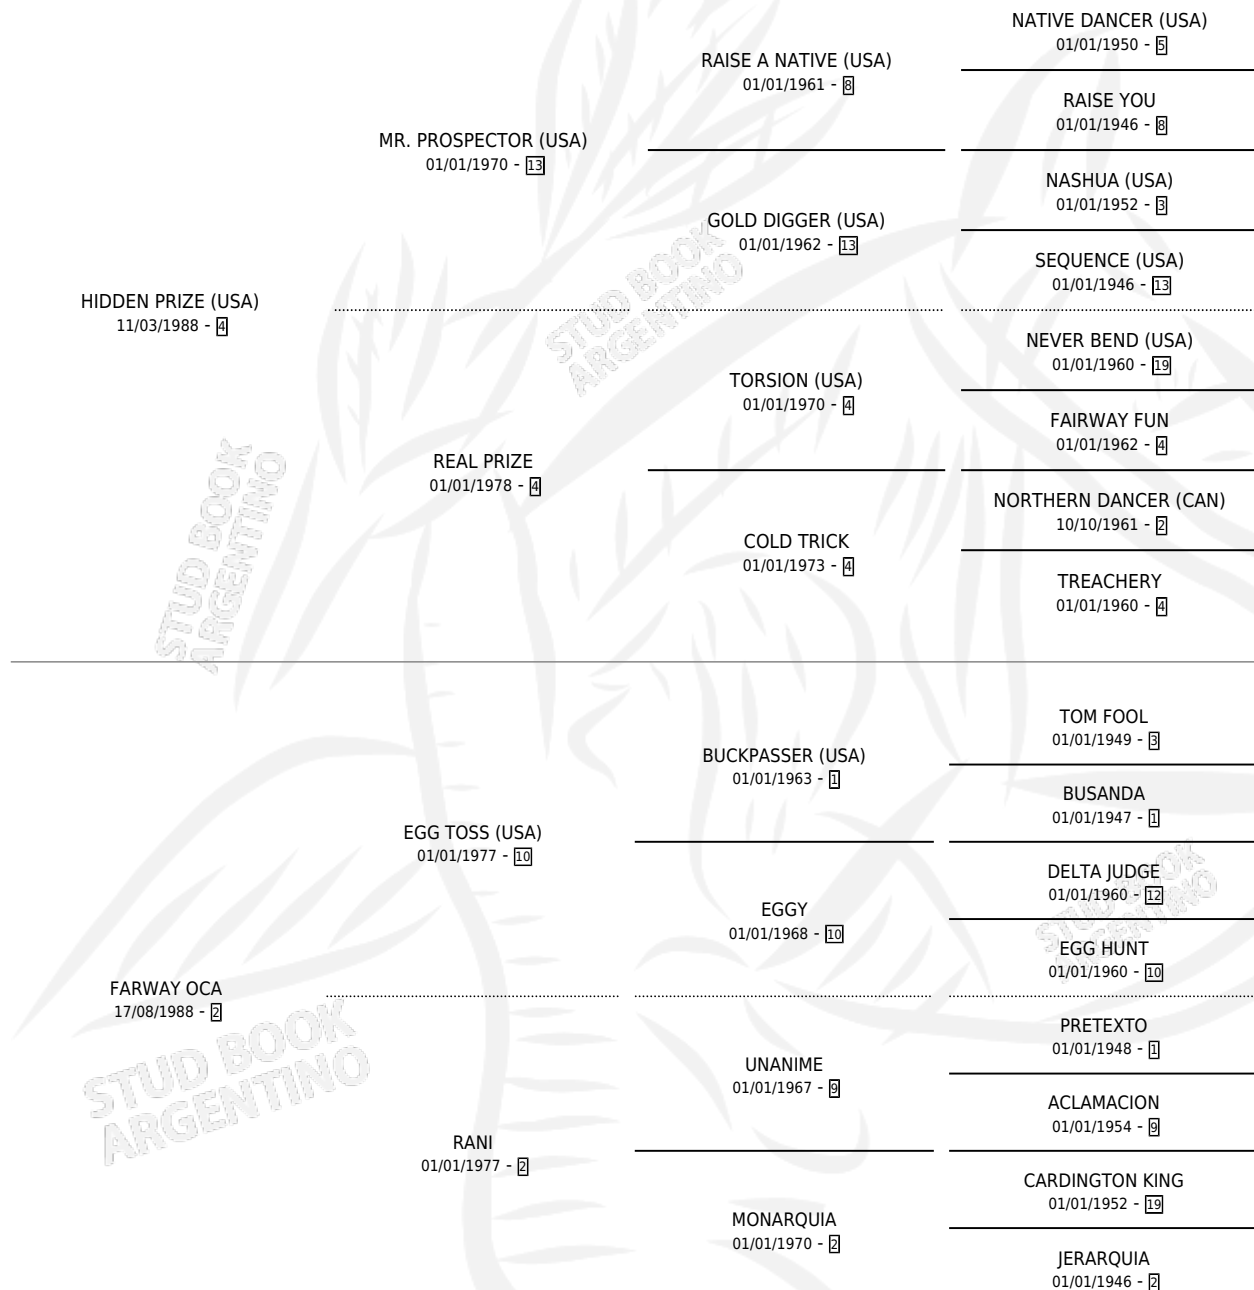 NATIVE DANCER (USA)
01/01/1950 - 5
RAISE A NATIVE (USA)
01/01/1961 - 8
RAISE YOU
01/01/1946 - 8
MR. PROSPECTOR (USA)
01/01/1970 - 13
NASHUA (USA)
01/01/1952 - 3
GOLD DIGGER (USA)
01/01/1962 - 13
SEQUENCE (USA)
01/01/1946 - 13
HIDDEN PRIZE (USA)
11/03/1988 - 4
NEVER BEND (USA)
01/01/1960 - 19
TORSION (USA)
01/01/1970 - 4
FAIRWAY FUN
01/01/1962 - 4
REAL PRIZE
01/01/1978 - 4
NORTHERN DANCER (CAN)
10/10/1961 - 2
COLD TRICK
01/01/1973 - 4
TREACHERY
01/01/1960 - 4
TOM FOOL
01/01/1949 - 3
BUCKPASSER (USA)
01/01/1963 - 1
BUSANDA
01/01/1947 - 1
EGG TOSS (USA)
01/01/1977 - 10
DELTA JUDGE
01/01/1960 - 12
EGGY
01/01/1968 - 10
EGG HUNT
01/01/1960 - 10
FARWAY OCA
17/08/1988 - 2
PRETEXTO
01/01/1948 - 1
UNANIME
01/01/1967 - 9
ACLAMACION
01/01/1954 - 9
RANI
01/01/1977 - 2
CARDINGTON KING
01/01/1952 - 19
MONARQUIA
01/01/1970 - 2
JERARQUIA
01/01/1946 - 2
STUD BOOK
ARGENTINO
STUD BOOK
ARGENTINO
STUD BOOK
ARGENTINO
STUD BOOK
ARGENTINO